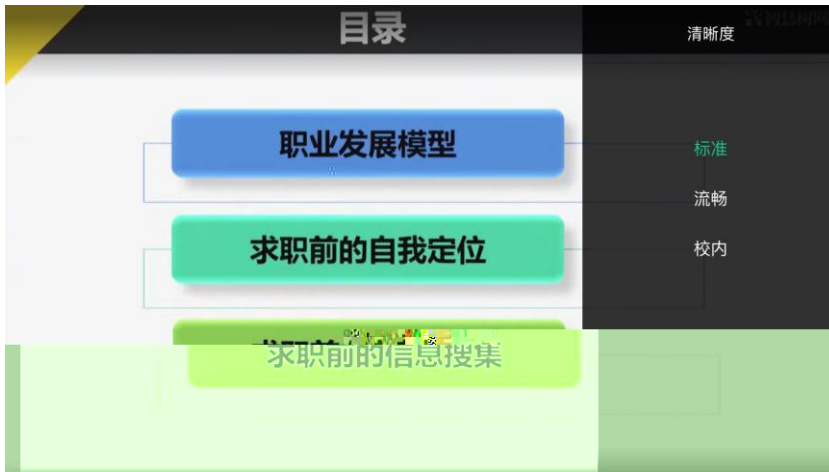 目录
清晰度
职业发展模型
标准
流畅
求职前的自我定位
校内
求职前的信息搜集